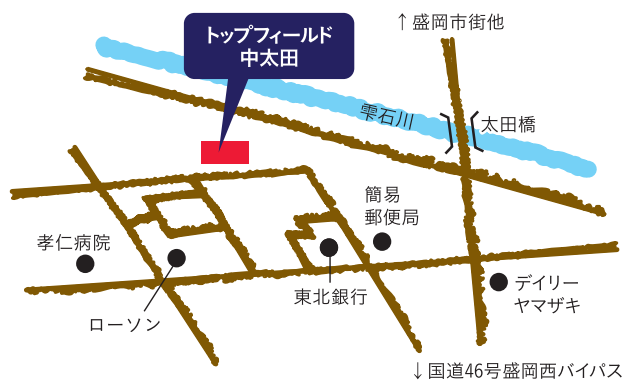 ↑盛岡市街他
トップフィールド
中太田
雫石川
太田橋
簡易
郵便局
孝仁病院
東北銀行
デイリー
ヤマザキ
ローソン
↓国道46号盛岡西バイパス